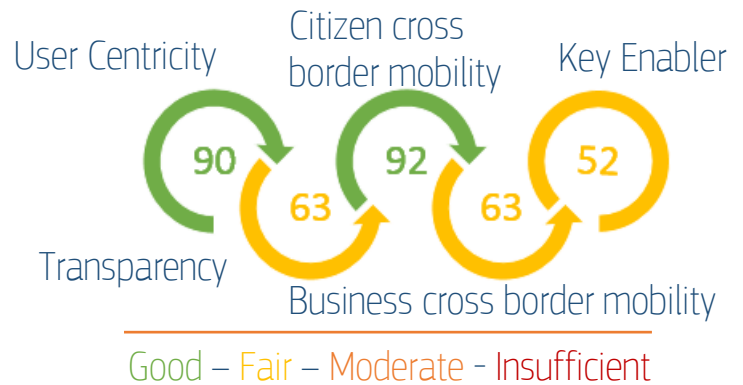 User Centricity
Citizen cross
border mobility
Key Enabler
90
63
92
63
52
Transparency
Business cross border mobility
Good – Fair – Moderate - Insufficient